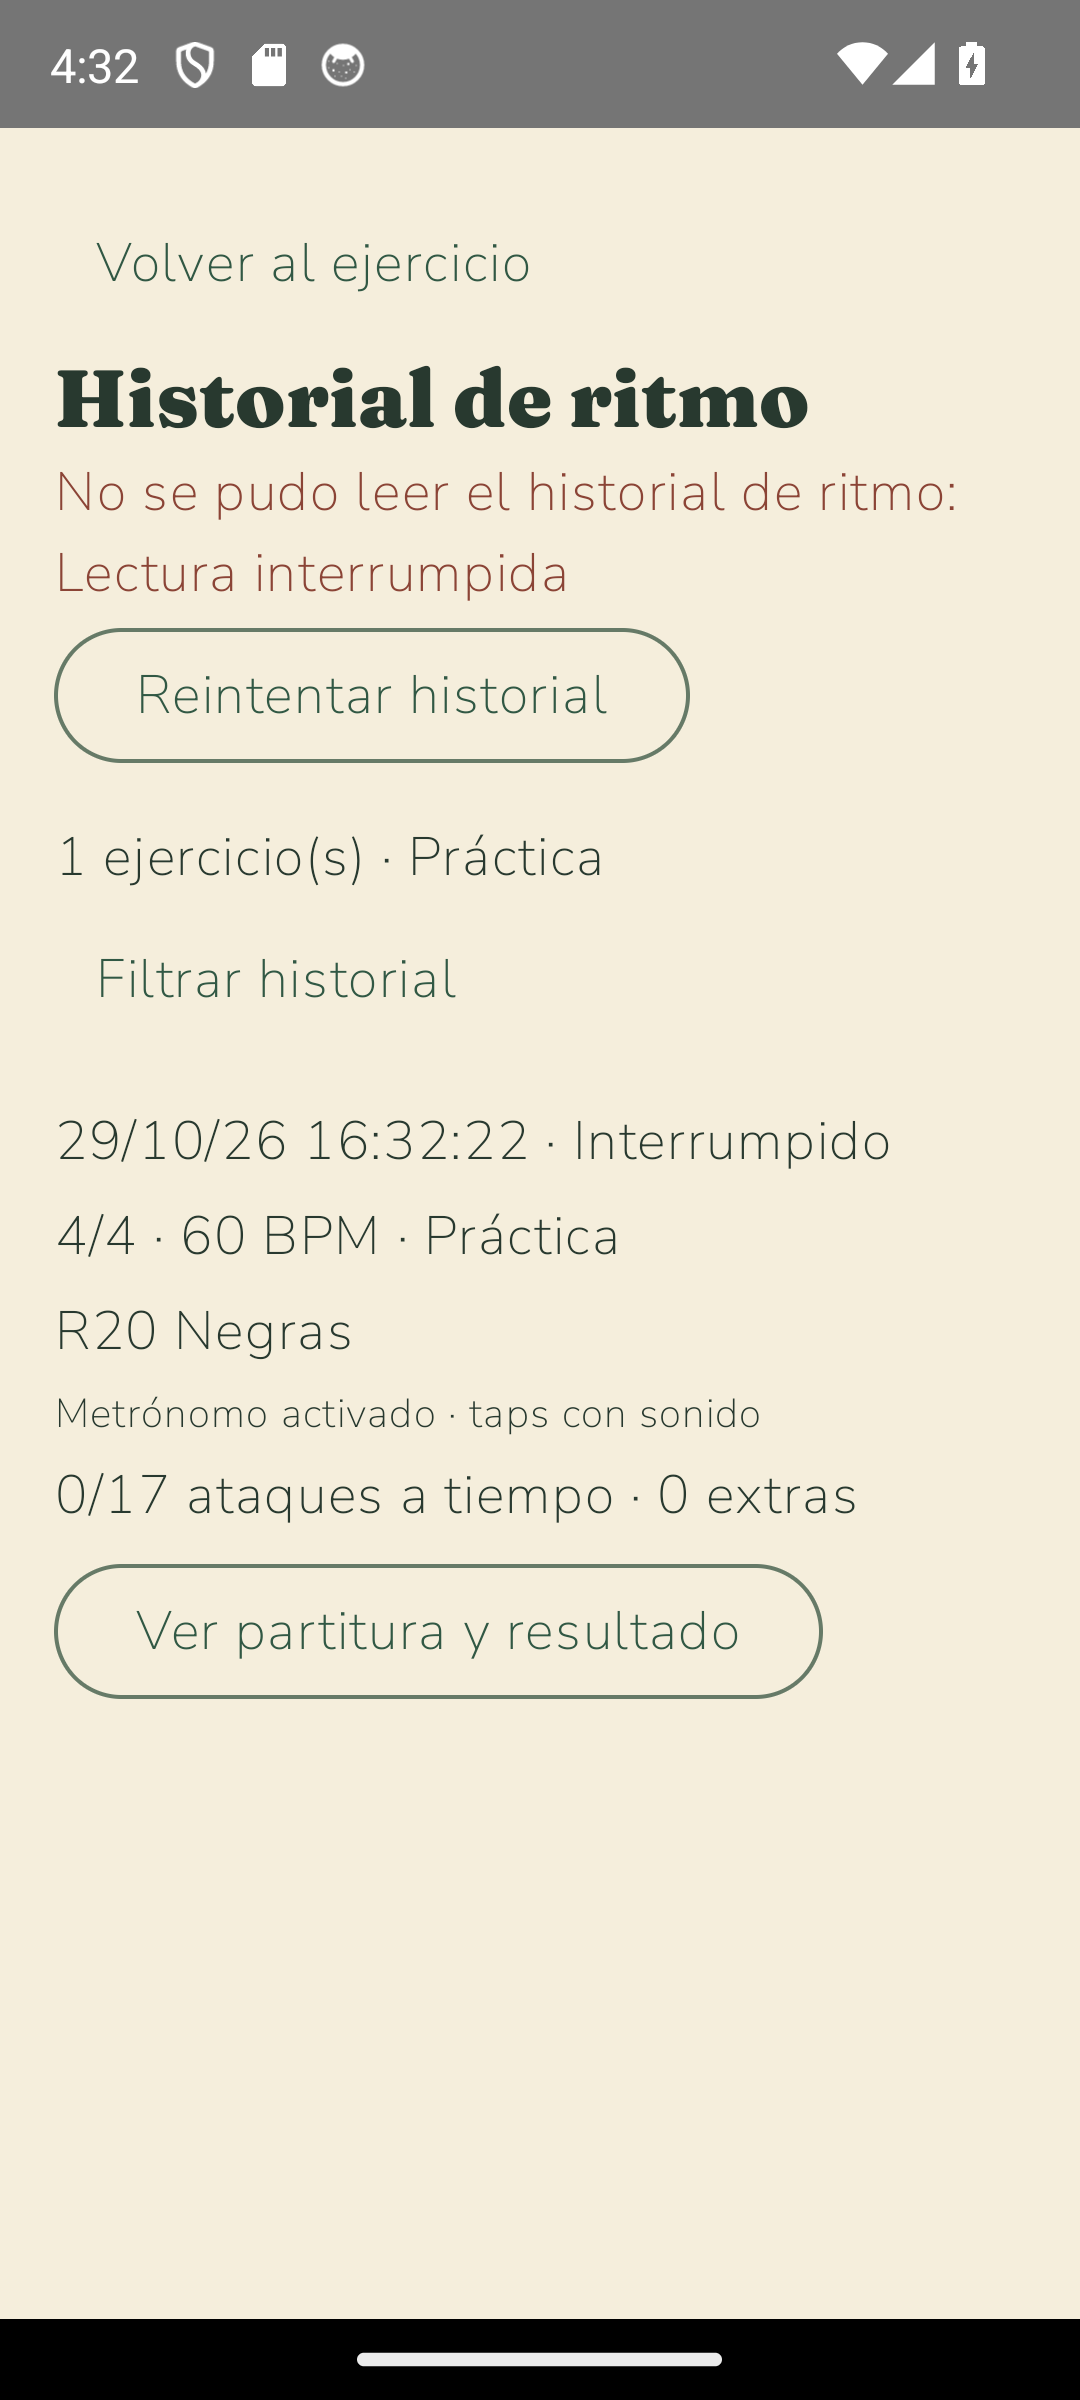 4:32
Volver al ejercicio
Historial de ritmo
No se pudo leer el historial de ritmo:
Lectura interrumpida
Reintentar historial
1 ejercicio(s) · Práctica
Filtrar historial
29/10/26 16:32:22 · Interrumpido
4/4 · 60 BPM · Práctica
R20 Negras
Metrónomo activado · taps con sonido
0/17 ataques a tiempo · 0 extras
Ver partitura y resultado